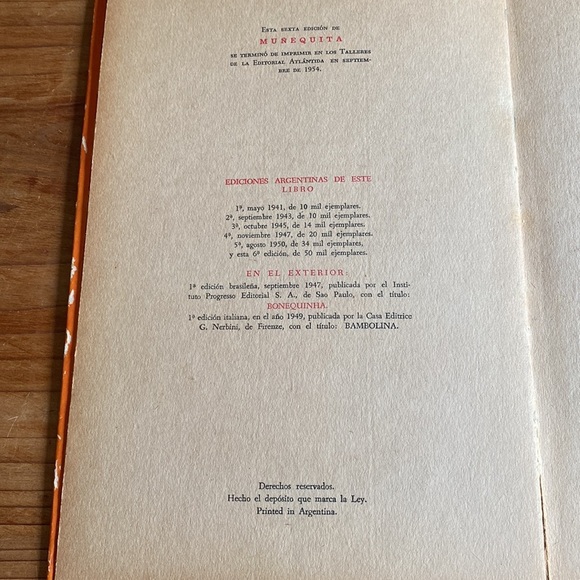 Esta sexta edición de
MUÑEQUITA
se terminó de imprimir en los Talleres
de la Editorial Atlántida en septiem-
bre de 1954.
EDICIONES ARGENTINAS DE ESTE
LIBRO
1ª, mayo 1941, de 10 mil ejemplares.
2ª, septiembre 1943, de 10 mil ejemplares.
3ª, octubre 1945, de 14 mil ejemplares.
4ª, noviembre 1947, de 20 mil ejemplares.
5ª, agosto 1950, de 34 mil ejemplares,
y esta 6ª edición, de 50 mil ejemplares.
EN EL EXTERIOR:
1ª edición brasileña, septiembre 1947, publicada por el Insti-
tuto Progresso Editorial S. A., de Sao Paulo, con el título:
BONEQUINHA.
1ª edición italiana, en el año 1949, publicada por la Casa Editrice
G. Nerbini, de Firenze, con el título: BAMBOLINA.
Derechos reservados.
Hecho el depósito que marca la Ley.
Printed in Argentina.